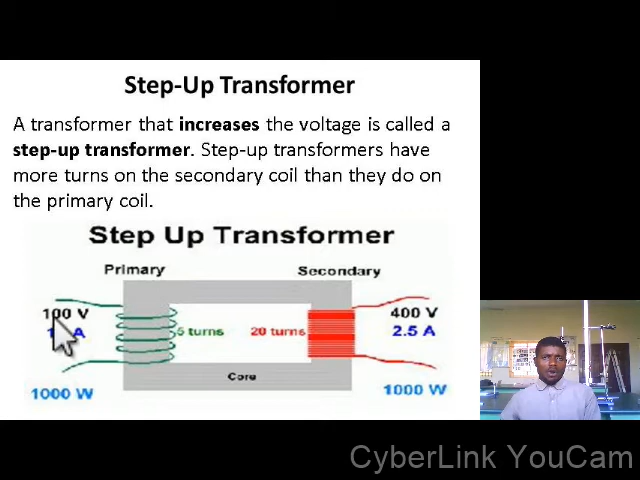 Step-Up Transformer
A transformer that increases the voltage is called a
step-up transformer. Step-up transformers have
more turns on the secondary coil than they do on
the primary coil.
Step Up Transformer
Primary
Secondary
100 V
A
5 turns
20 turns
400 V
2.5 A
Core
1000 W
1000 W
CyberLink YouCam